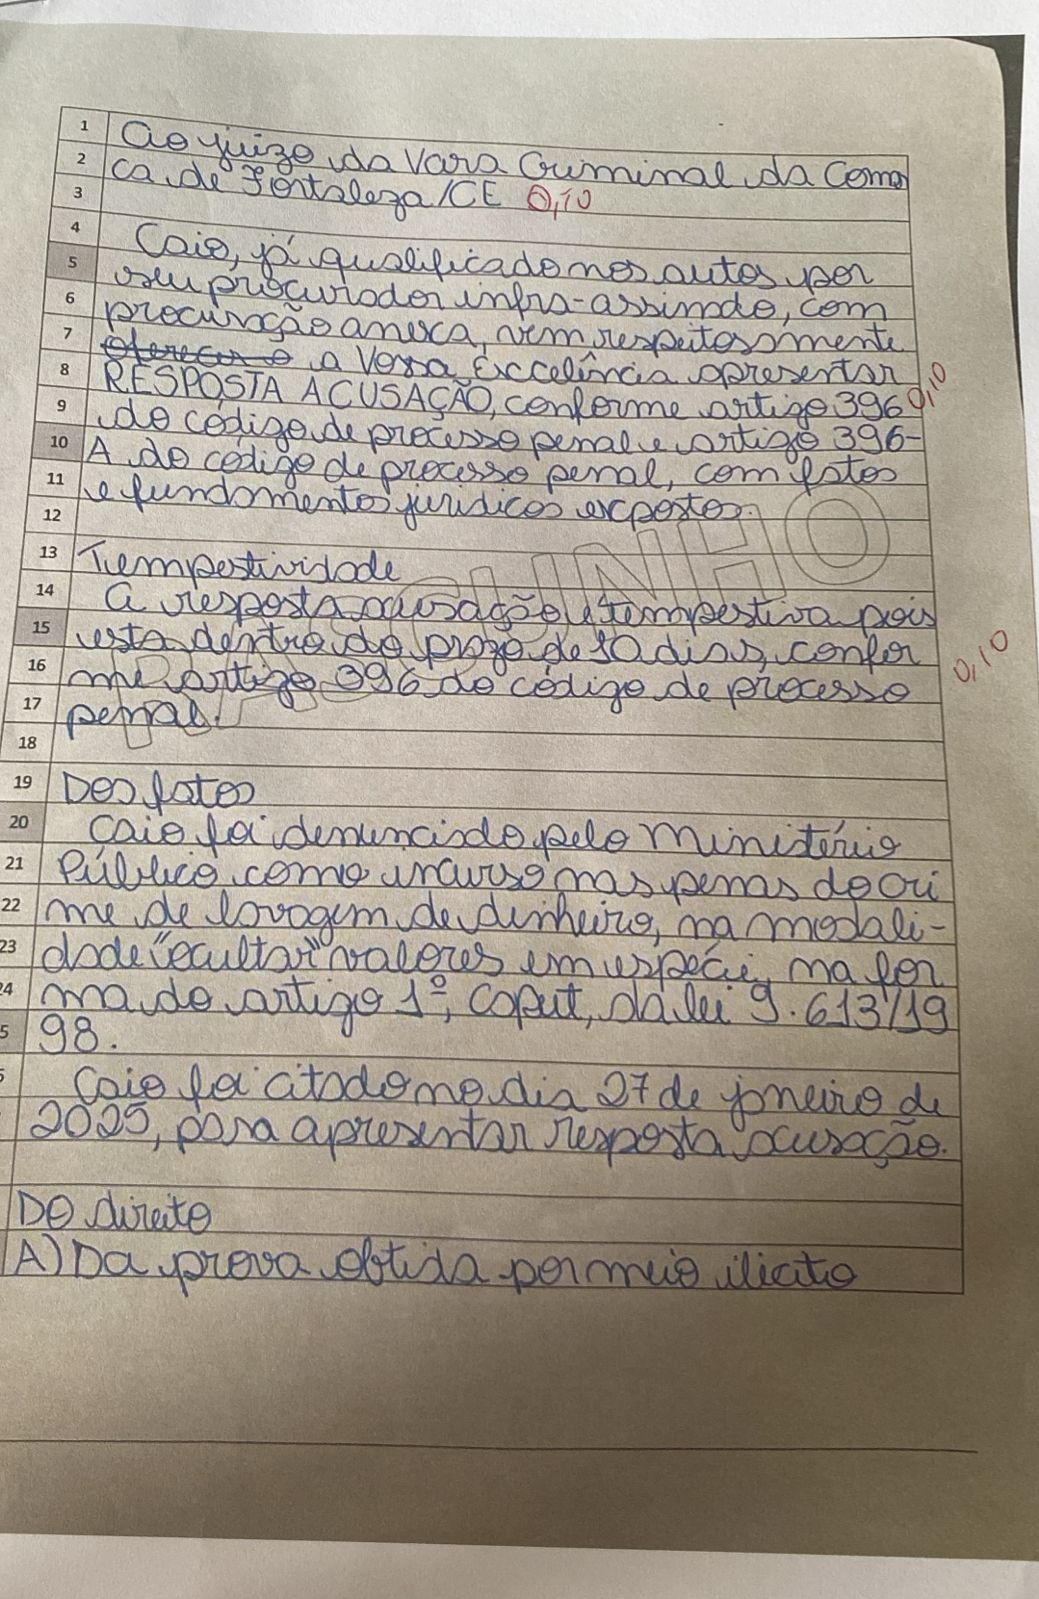 1 Ao juizo da Vara Criminal da Comar
2 ca de Fortaleza/CE 0,10
3
4 Caio, já qualificado nos autos por
5 seu procurador infra-assinado, com
6 procuração anexa, vem respeitosamente
7 oferecer o a Vossa Excelência apresentar
8 RESPOSTA A CUSAÇÃO, conforme artigo 396 0,10
9 do código de processo penal e artigo 396-
10 A do código de processo penal, com fatos
11 e fundamentos juridicos expostos.
12
13 Tempestividade
14 A resposta acusação é tempestiva pois
15 esta dentro do prazo de 10 dias, confor
16 me artigo 396 do código de processo 0,10
17 penal.
18
19 Dos fatos
20 Caio foi denunciado pelo Ministério
21 Público como incurso nas penas do cri
22 me de lavagem de dinheiro, na modali-
23 dade "ocultar" valores em espécie, na for
24 ma do artigo 1º, caput, da lei 9.613/19
5 98.
5 Caio foi citado no dia 27 de janeiro de
2025, para apresentar resposta acusação.
Do direito
A) Da prova obtida por meio ilicito
RASCUNHO